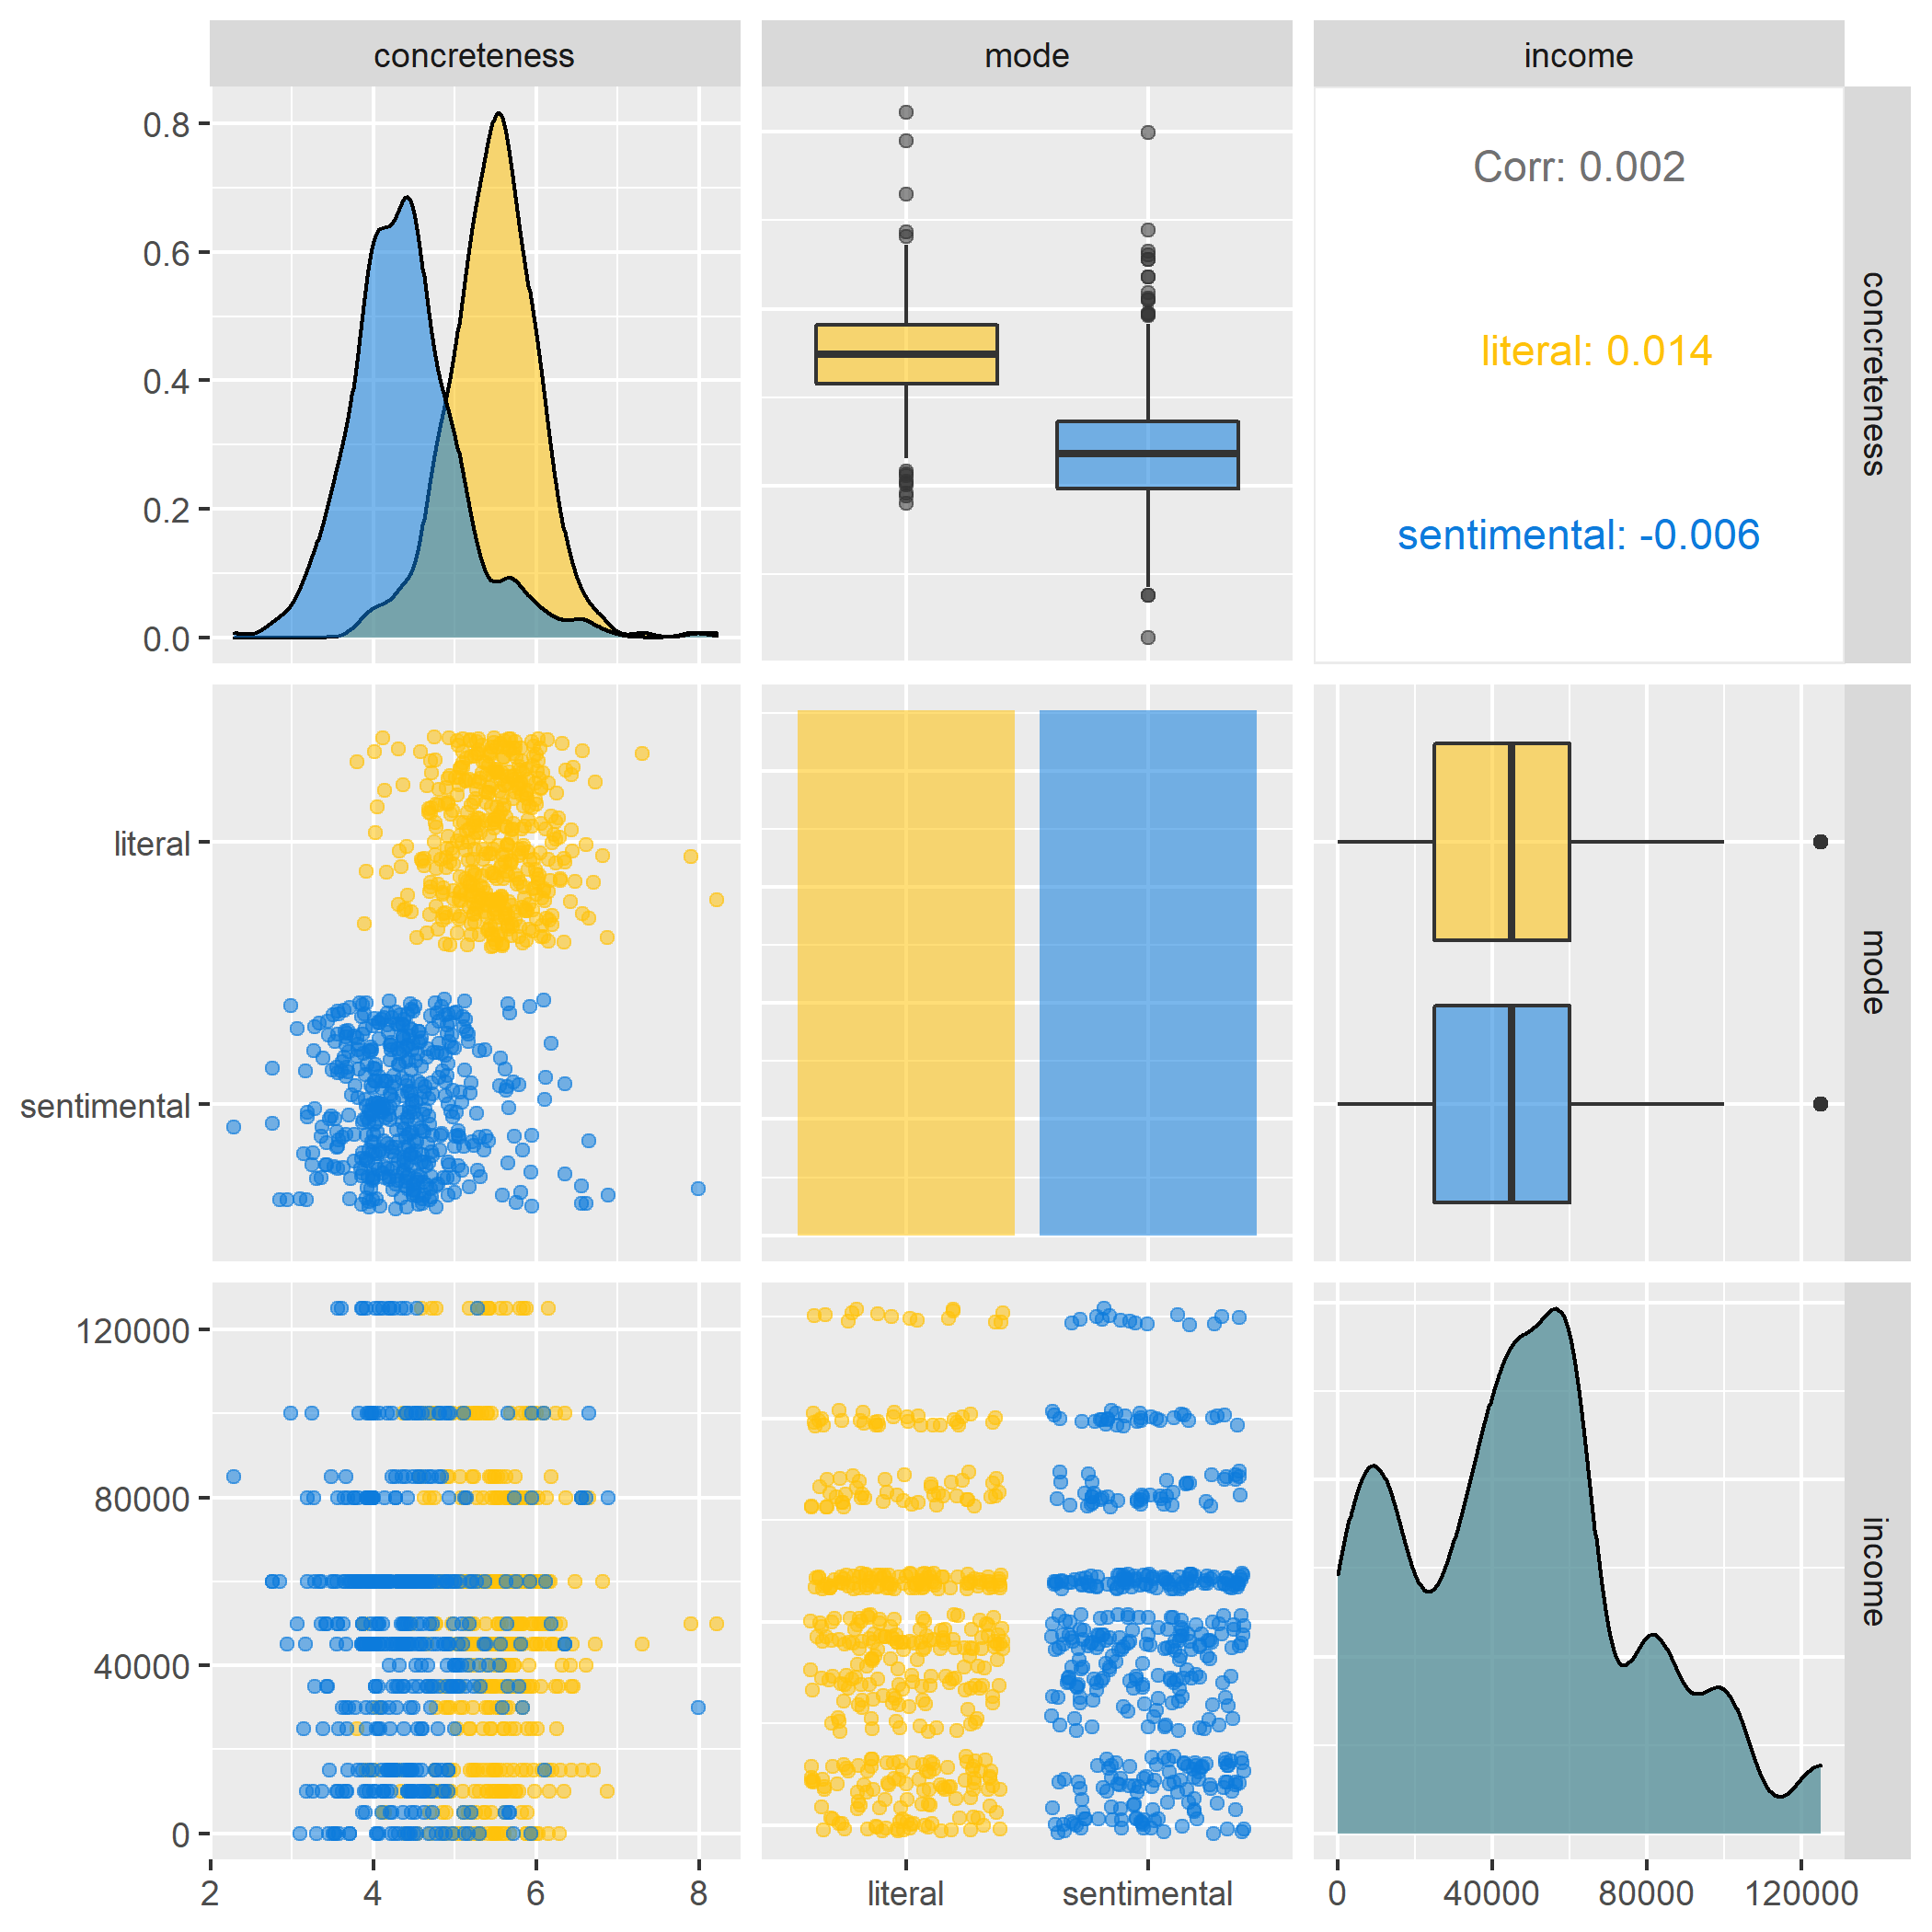 concreteness
mode
income
0.8
0.6
0.4
0.2
0.0
Corr: 0.002
literal: 0.014
sentimental: -0.006
concreteness
literal
sentimental
mode
120000
80000
40000
0
income
2
4
6
8
literal
sentimental
0
40000
80000
120000